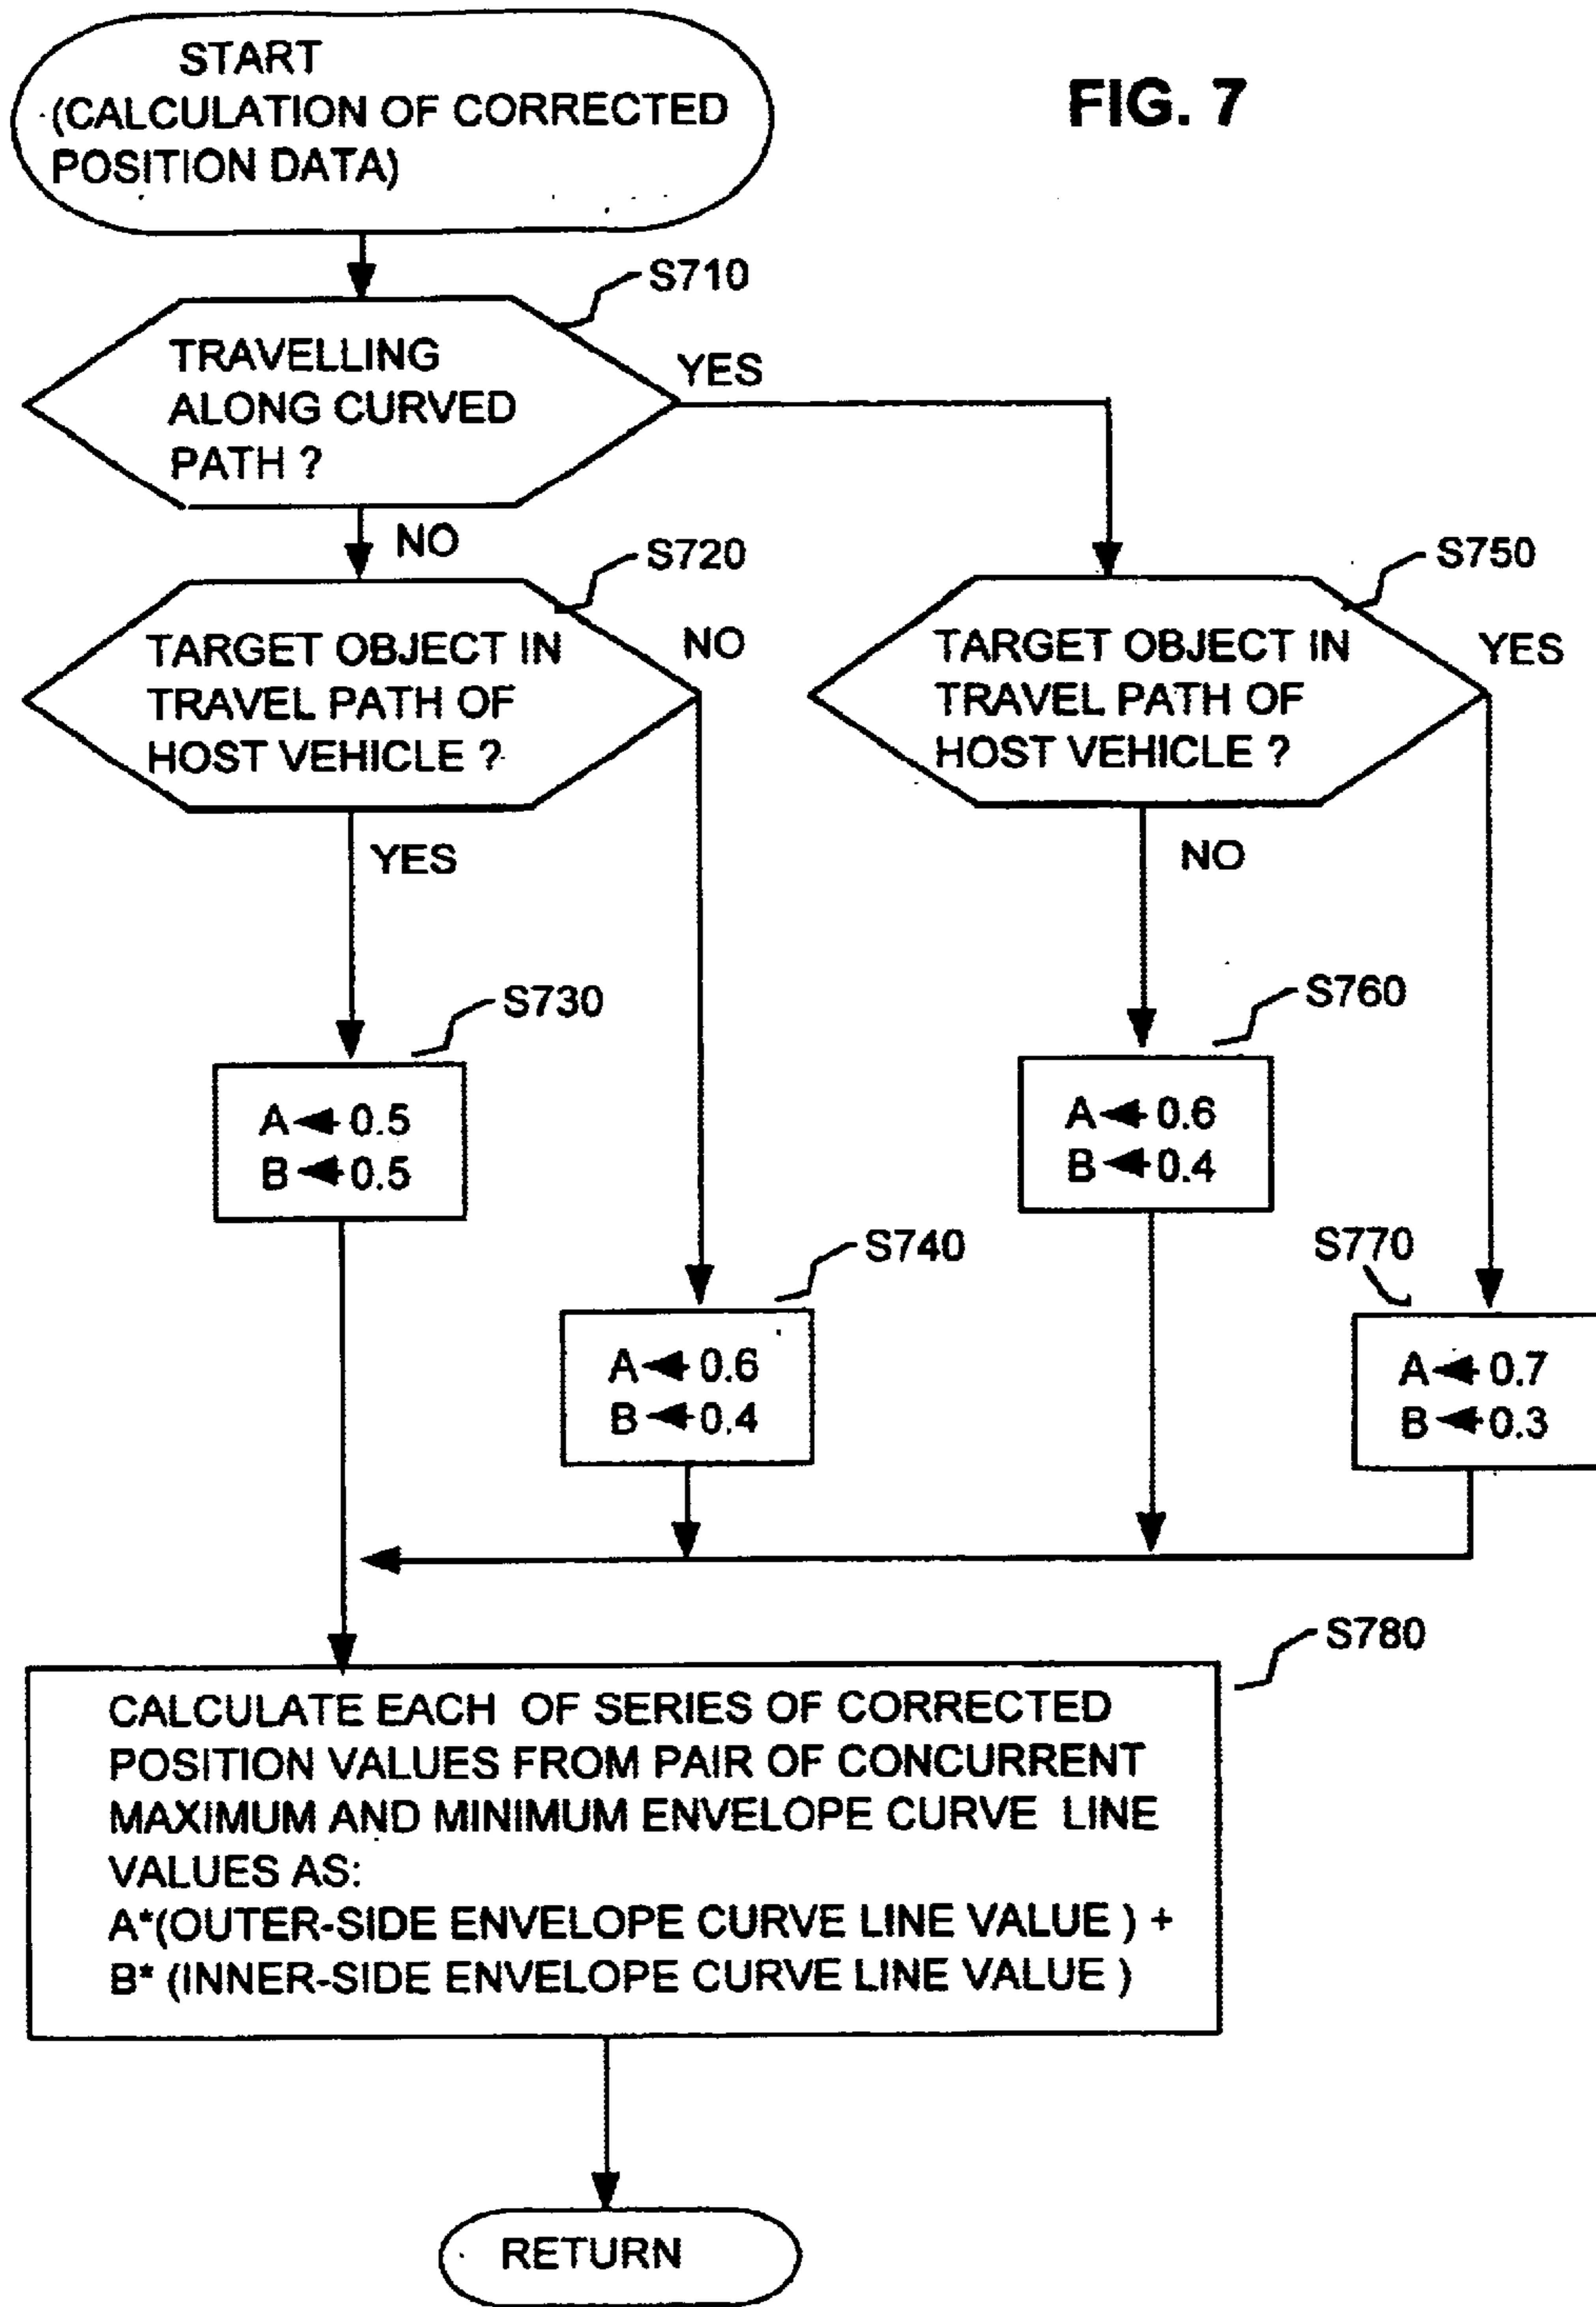 START
(CALCULATION OF CORRECTED
POSITION DATA)
FIG. 7
S710
TRAVELLING
ALONG CURVED
PATH ?
YES
NO
S720
TARGET OBJECT IN
TRAVEL PATH OF
HOST VEHICLE ?
NO
YES
S750
TARGET OBJECT IN
TRAVEL PATH OF
HOST VEHICLE ?
YES
NO
S730
A ← 0.5
B ← 0.5
S740
A ← 0.6
B ← 0.4
S760
A ← 0.6
B ← 0.4
S770
A ← 0.7
B ← 0.3
S780
CALCULATE EACH OF SERIES OF CORRECTED
POSITION VALUES FROM PAIR OF CONCURRENT
MAXIMUM AND MINIMUM ENVELOPE CURVE LINE
VALUES AS:
A*(OUTER-SIDE ENVELOPE CURVE LINE VALUE ) +
B* (INNER-SIDE ENVELOPE CURVE LINE VALUE )
RETURN